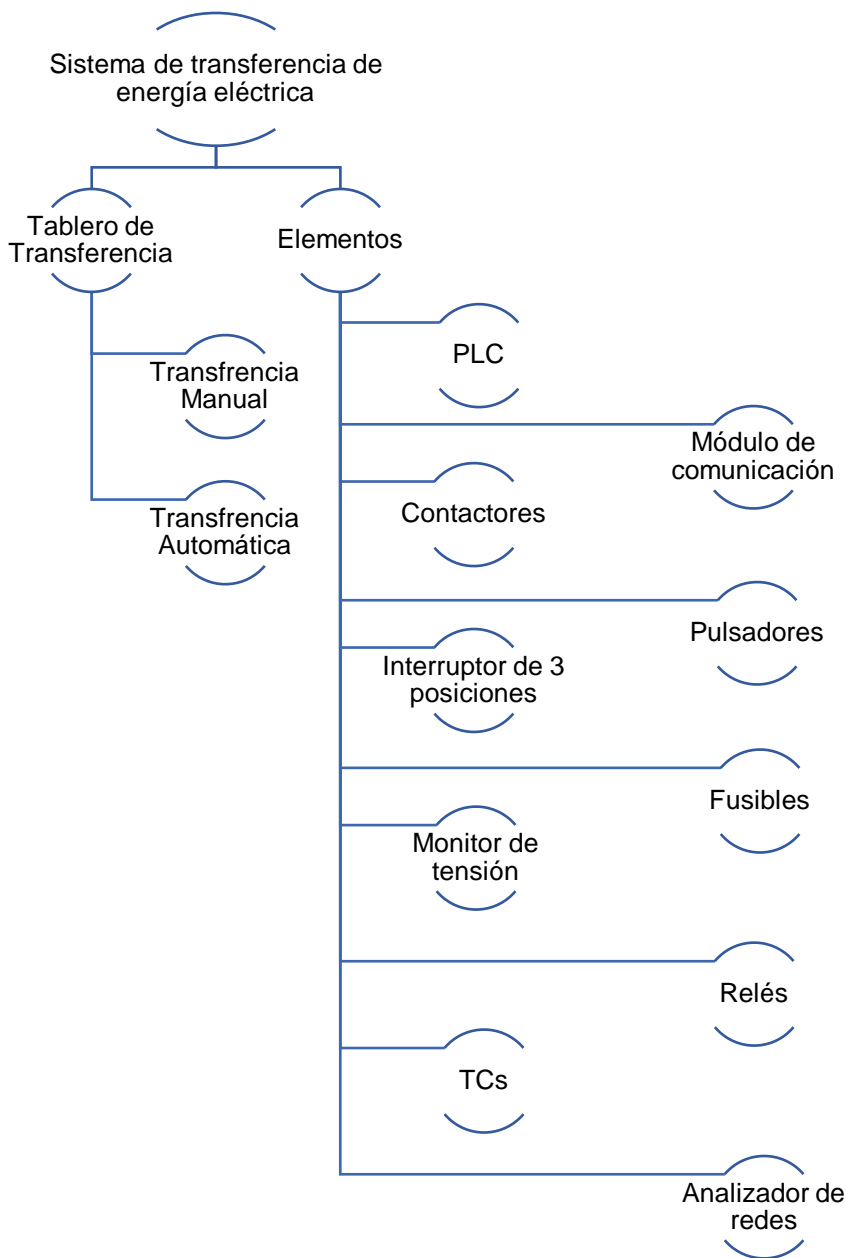 Sistema de transferencia de
energía eléctrica
Tablero de
Transferencia
Elementos
Transfrencia
Manual
Transfrencia
Automática
PLC
Módulo de
comunicación
Contactores
Pulsadores
Interruptor de 3
posiciones
Fusibles
Monitor de
tensión
Relés
TCs
Analizador de
redes